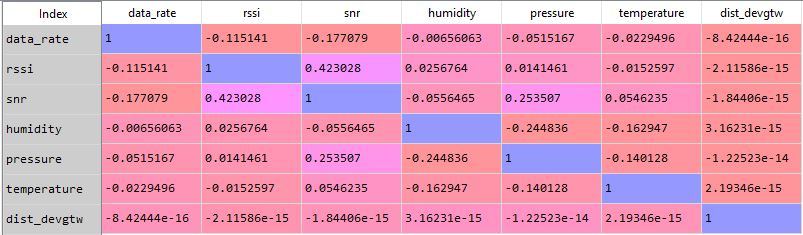 Index data_rate rssi snr humidity pressure temperature dist_devgtw
data_rate 1 -0.115141 -0.177079 -0.00656063 -0.0515167 -0.0229496 -8.42444e-16
rssi -0.115141 1 0.423028 0.0256764 0.0141461 -0.0152597 -2.11586e-15
snr -0.177079 0.423028 1 -0.0556465 0.253507 0.0546235 -1.84406e-15
humidity -0.00656063 0.0256764 -0.0556465 1 -0.244836 -0.162947 3.16231e-15
pressure -0.0515167 0.0141461 0.253507 -0.244836 1 -0.140128 -1.22523e-14
temperature -0.0229496 -0.0152597 0.0546235 -0.162947 -0.140128 1 2.19346e-15
dist_devgtw -8.42444e-16 -2.11586e-15 -1.84406e-15 3.16231e-15 -1.22523e-14 2.19346e-15 1